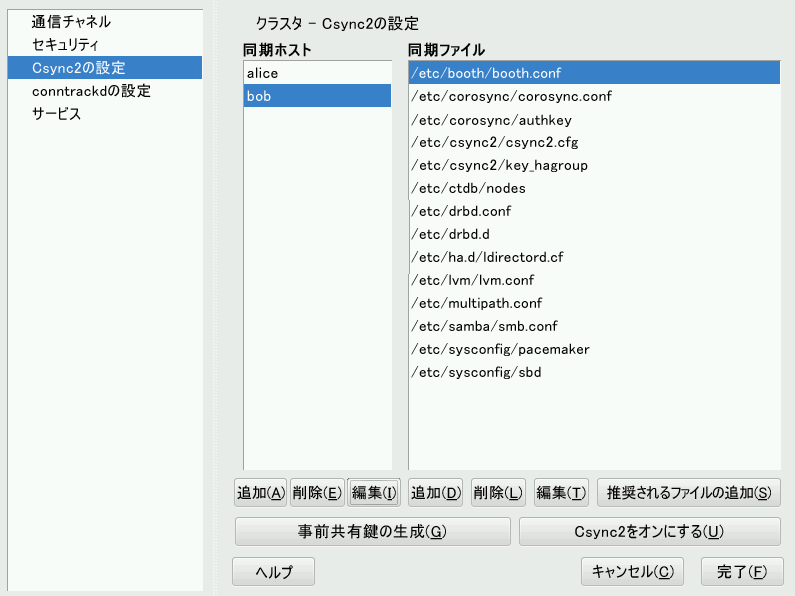 通信チャネル
セキュリティ
Csync2の設定
conntrackdの設定
サービス
クラスタ - Csync2の設定
同期ホスト
alice
bob
同期ファイル
/etc/booth/booth.conf
/etc/corosync/corosync.conf
/etc/corosync/authkey
/etc/csync2/csync2.cfg
/etc/csync2/key_hagroup
/etc/ctdb/nodes
/etc/drbd.conf
/etc/drbd.d
/etc/ha.d/ldirectord.cf
/etc/lvm/lvm.conf
/etc/multipath.conf
/etc/samba/smb.conf
/etc/sysconfig/pacemaker
/etc/sysconfig/sbd
追加(A) 削除(E) 編集(I) 追加(D) 削除(L) 編集(T) 推奨されるファイルの追加(S)
事前共有鍵の生成(G) Csync2をオンにする(U)
ヘルプ キャンセル(C) 完了(F)